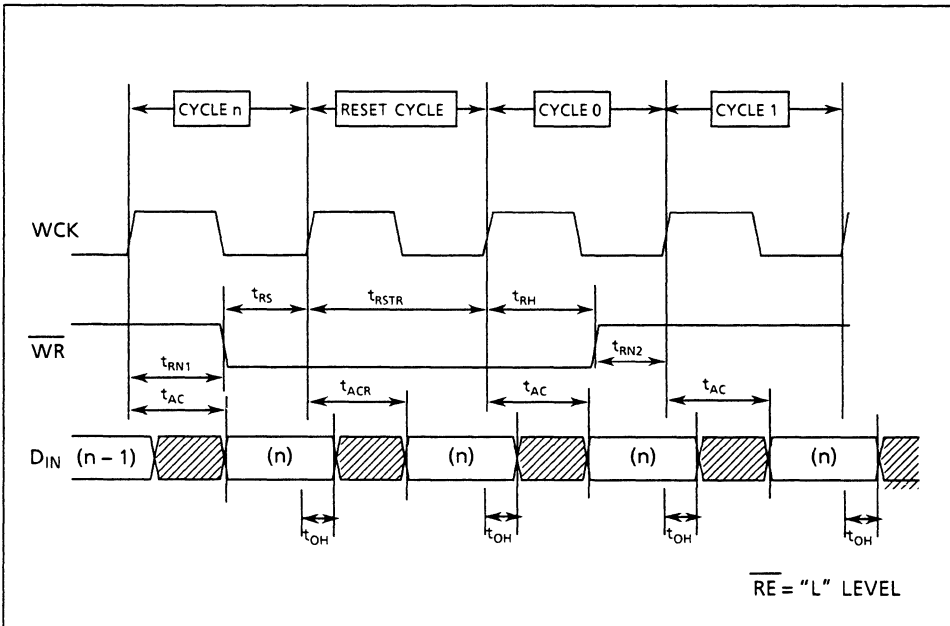 CYCLE n RESET CYCLE CYCLE 0 CYCLE 1
WCK
tRS tRSTR tRH
WR
tRN1 tRN2
tAC tACR tAC tAC
DIN (n – 1) (n) (n) (n) (n)
tOH tOH tOH tOH
RE = "L" LEVEL